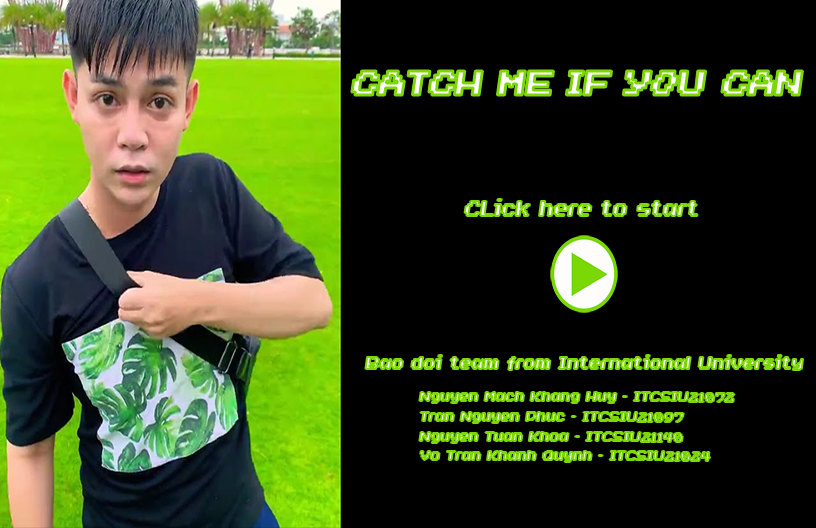 CATCH ME IF YOU CAN
CLick here to start
Bao doi team from International University
Nguyen Mach Khang Huy - ITCSIU21072
Tran Nguyen Phuc - ITCSIU21097
Nguyen Tuan Khoa - ITCSIU21140
Vo Tran Khanh Quynh - ITCSIU21024